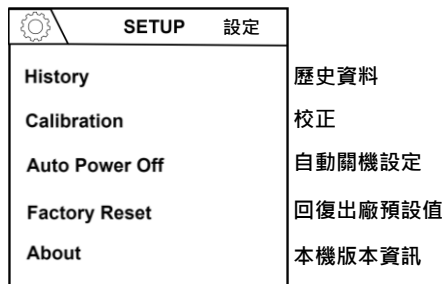 SETUP 設定
History 歷史資料
Calibration 校正
Auto Power Off 自動關機設定
Factory Reset 回復出廠預設值
About 本機版本資訊